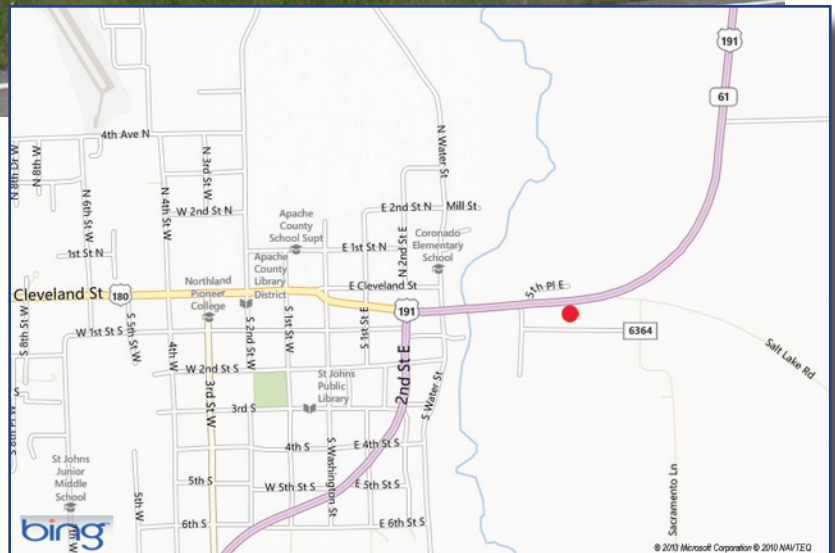 191
61
4th Ave N
N 8th Dr W
N 8th W
N 6th St W
N 4th St W
N 3rd St W
W 2nd St N
N Water St
E 2nd St N
Mill St
Apache
County
School Supt
E 1st St N
N 2nd St E
Coronado
Elementary
School
1st St N
Apache
County
Library
District
Northland
Pioneer
College
E Cleveland St
5th Pl E
Cleveland St
180
191
S 8th St W
S 5th St W
W 1st St S
4th W
S 2nd St W
S 1st St W
S 1st St E
6364
Salt Lake Rd
W 2nd St S
3rd St W
2nd St E
St Johns
Public
Library
S Water St
S
S 8th Pl W
3rd S
4th S
E 4th St S
S Washington St
St Johns
Junior
Middle
School
5th S
W 5th St S
E 5th St S
5th W
7th W
6th S
E 6th St S
Sacramento Ln
bing
© 2013 Microsoft Corporation © 2010 NAVTEQ